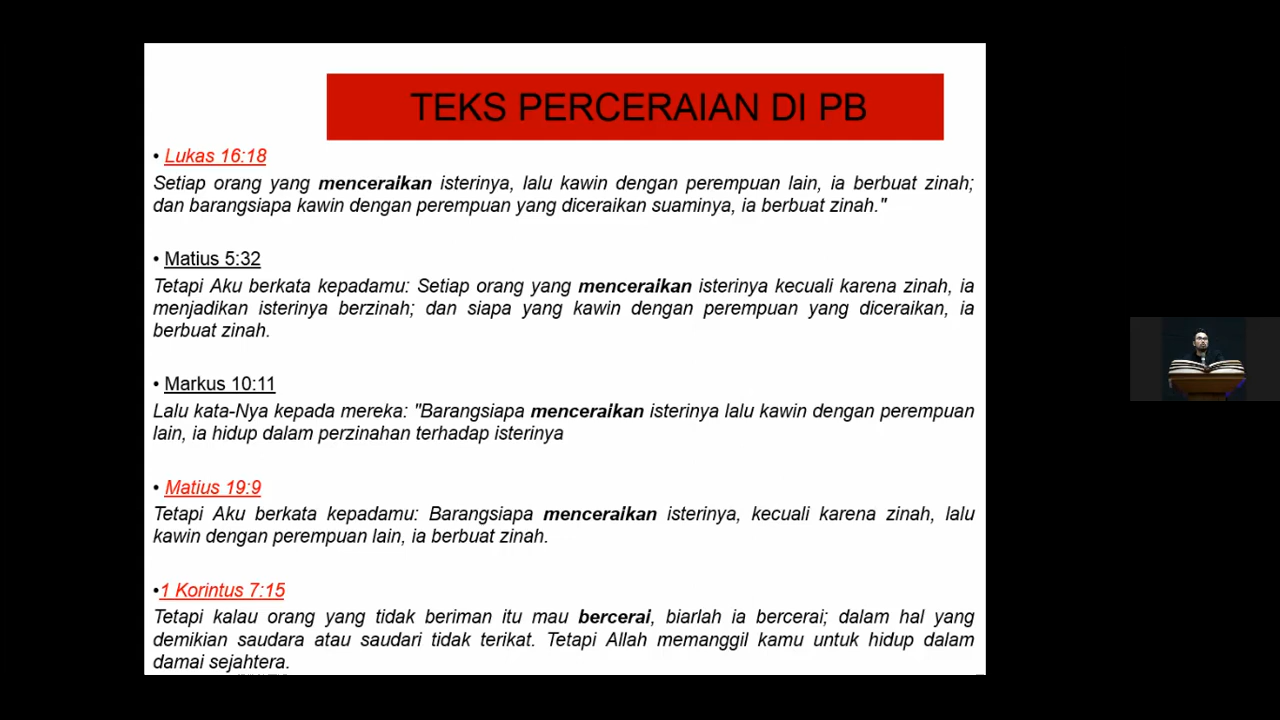 TEKS PERCERAIAN DI PB
• Lukas 16:18
Setiap orang yang menceraikan isterinya, lalu kawin dengan perempuan lain, ia berbuat zinah;
dan barangsiapa kawin dengan perempuan yang diceraikan suaminya, ia berbuat zinah."
• Matius 5:32
Tetapi Aku berkata kepadamu: Setiap orang yang menceraikan isterinya kecuali karena zinah, ia
menjadikan isterinya berzinah; dan siapa yang kawin dengan perempuan yang diceraikan, ia
berbuat zinah.
• Markus 10:11
Lalu kata-Nya kepada mereka: "Barangsiapa menceraikan isterinya lalu kawin dengan perempuan
lain, ia hidup dalam perzinahan terhadap isterinya
• Matius 19:9
Tetapi Aku berkata kepadamu: Barangsiapa menceraikan isterinya, kecuali karena zinah, lalu
kawin dengan perempuan lain, ia berbuat zinah.
•1 Korintus 7:15
Tetapi kalau orang yang tidak beriman itu mau bercerai, biarlah ia bercerai; dalam hal yang
demikian saudara atau saudari tidak terikat. Tetapi Allah memanggil kamu untuk hidup dalam
damai sejahtera.